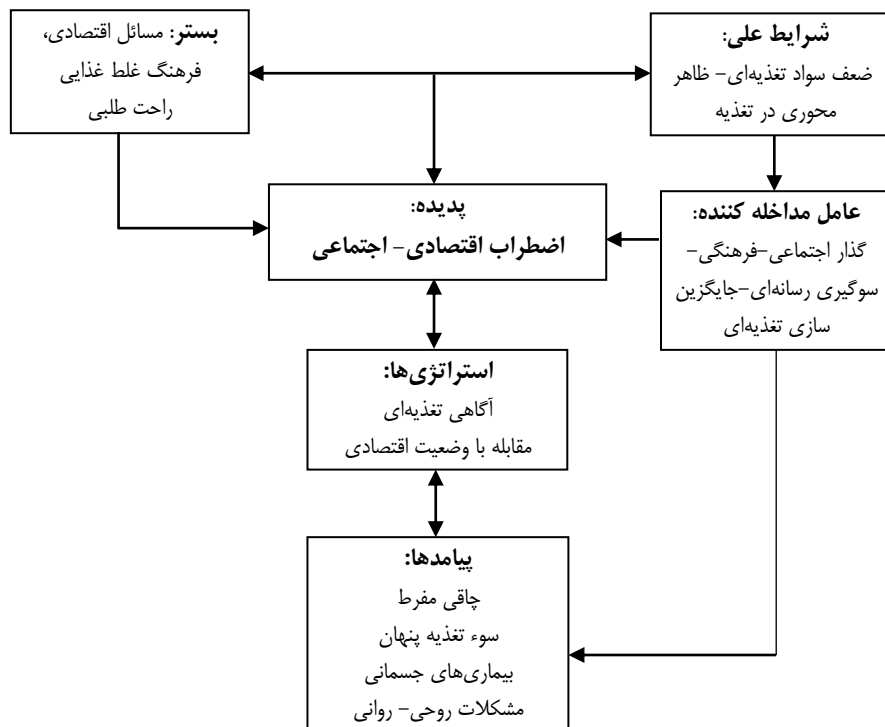 شرایط علی:
ضعف سواد تغذیه‌ای- ظاهر
محوری در تغذیه
بستر: مسائل اقتصادی،
فرهنگ غلط غذایی
راحت طلبی
پدیده:
اضطراب اقتصادی- اجتماعی
عامل مداخله کننده:
گذار اجتماعی-فرهنگی-
سوگیری رسانه‌ای-جایگزین
سازی تغذیه‌ای
استراتژی‌ها:
آگاهی تغذیه‌ای
مقابله با وضعیت اقتصادی
پیامدها:
چاقی مفرط
سوء تغذیه پنهان
بیماری‌های جسمانی
مشکلات روحی- روانی